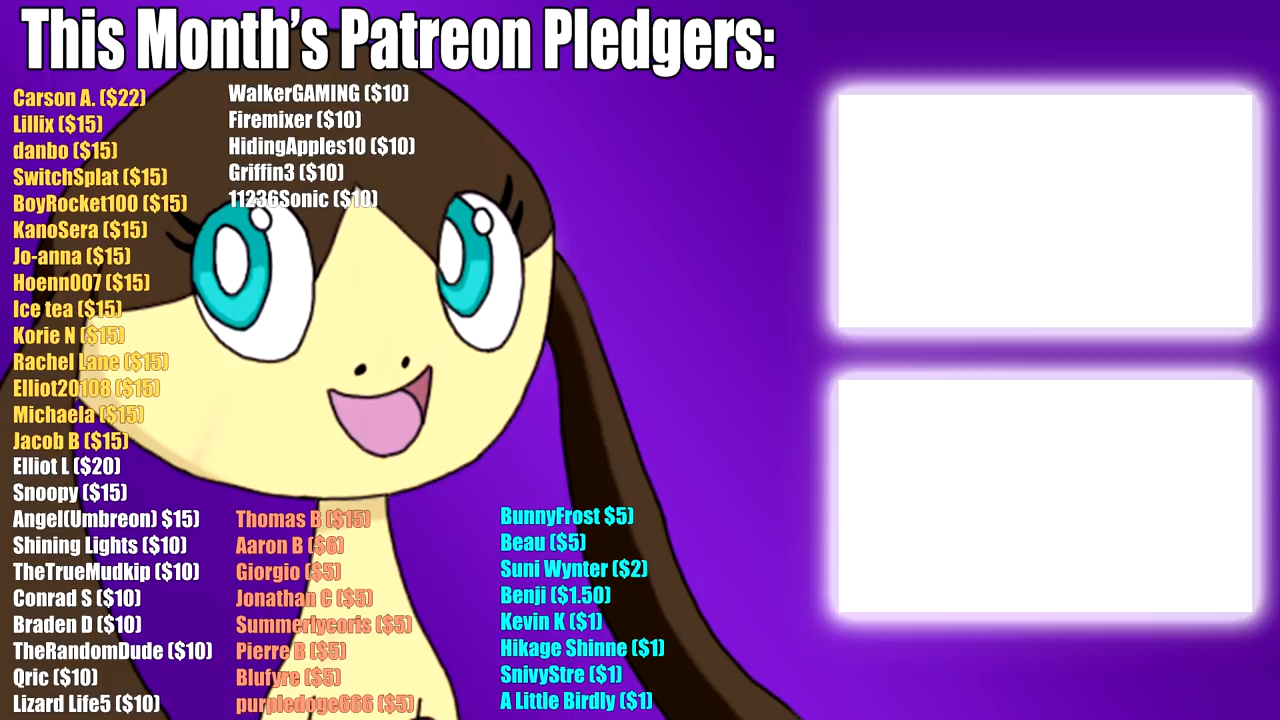 This Month's Patreon Pledgers:
Carson A. ($22)
Lillix ($15)
danbo ($15)
SwitchSplat ($15)
BoyRocket100 ($15)
KanoSera ($15)
Jo-anna ($15)
Hoenn007 ($15)
Ice tea ($15)
Korie N ($15)
Rachel Lane ($15)
Elliot20108 ($15)
Michaela ($15)
Jacob B ($15)
Elliot L ($20)
Snoopy ($15)
Angel(Umbreon) $15)
Shining Lights ($10)
TheTrueMudkip ($10)
Conrad S ($10)
Braden D ($10)
TheRandomDude ($10)
Qric ($10)
Lizard Life5 ($10)
WalkerGAMING ($10)
Firemixer ($10)
HidingApples10 ($10)
Griffin3 ($10)
11236Sonic ($10)
Thomas B ($15)
Aaron B ($6)
Giorgio ($5)
Jonathan C ($5)
Summerlycoris ($5)
Pierre B ($5)
Blufyre ($5)
purpledoge666 ($5)
BunnyFrost $5)
Beau ($5)
Suni Wynter ($2)
Benji ($1.50)
Kevin K ($1)
Hikage Shinne ($1)
SnivyStre ($1)
A Little Birdly ($1)